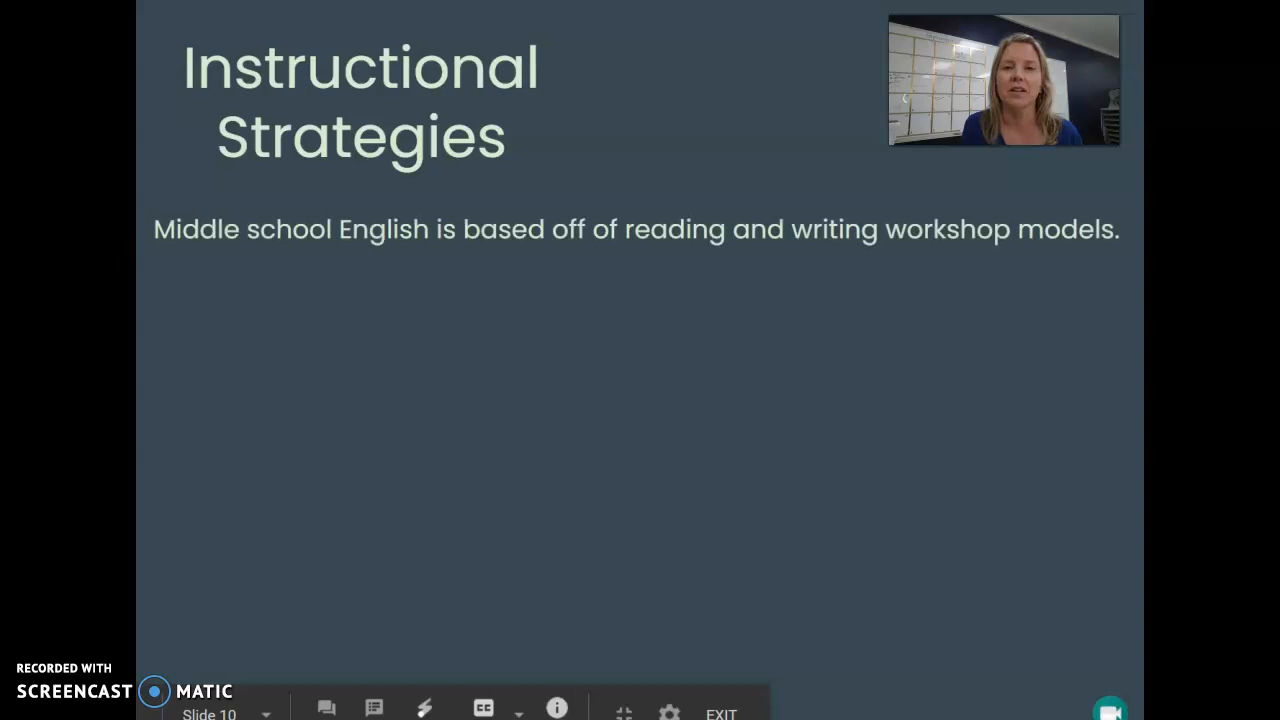 Instructional
Strategies
Middle school English is based off of reading and writing workshop models.
RECORDED WITH
SCREENCAST MATIC
Slide 10
CC
EXIT